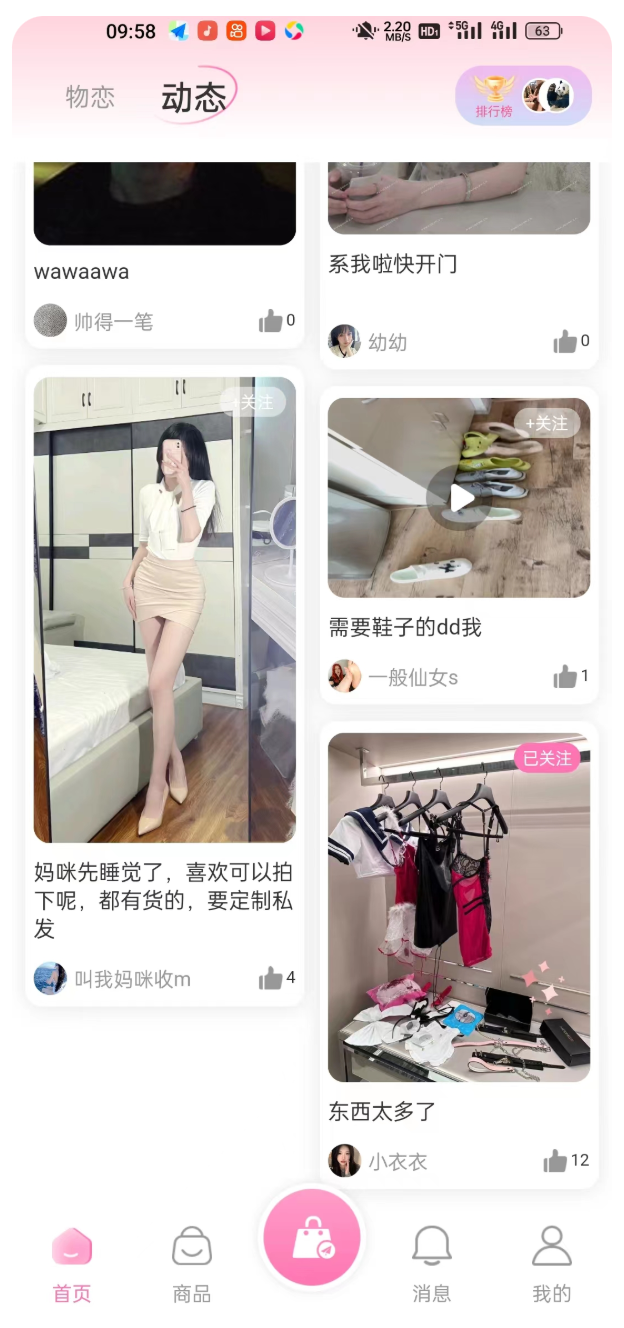 09:58
2.20
MB/S
HD1
5G
4G
63
物恋
动态
排行榜
wawaawa
帅得一笔
0
系我啦快开门
幼幼
0
+关注
妈咪先睡觉了，喜欢可以拍
下呢，都有货的，要定制私
发
叫我妈咪收m
4
+关注
需要鞋子的dd我
一般仙女s
1
已关注
东西太多了
小衣衣
12
首页
商品
消息
我的